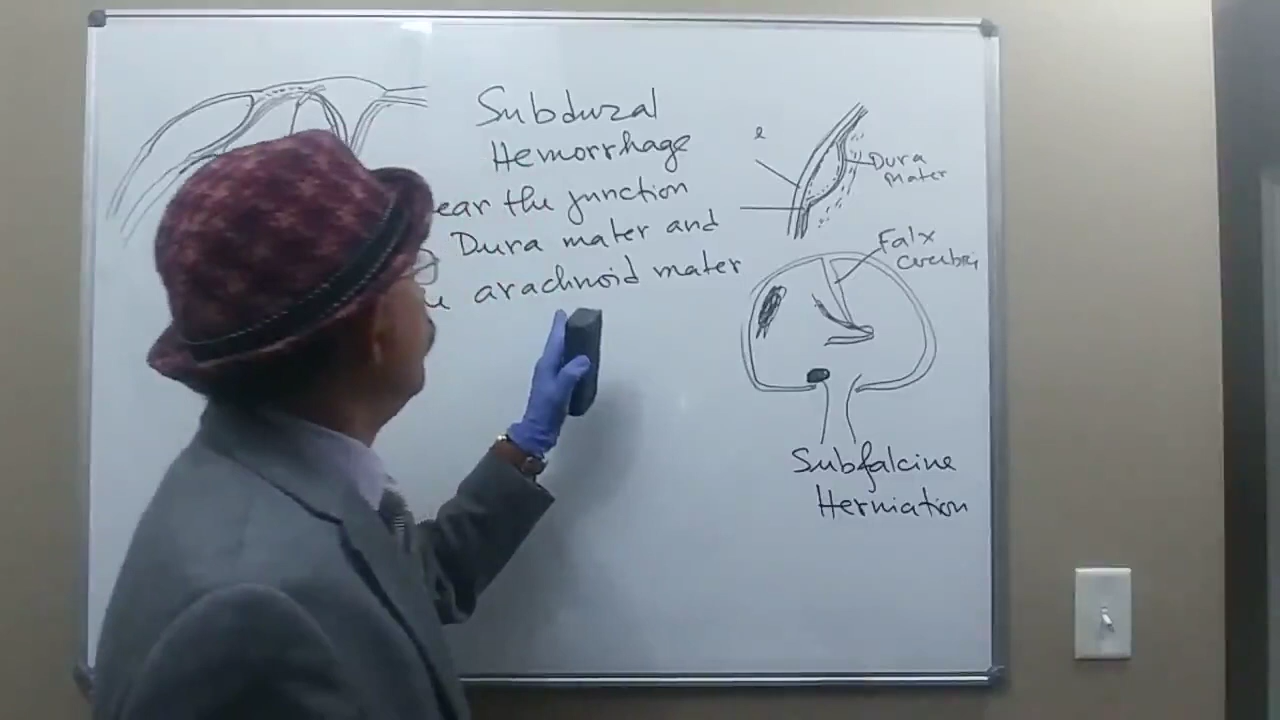 Subdural
Hemorrhage
ear the junction
Dura mater and
arachnoid mater
e
Dura
mater
Falx
Cerebri
Subfalcine
Herniation